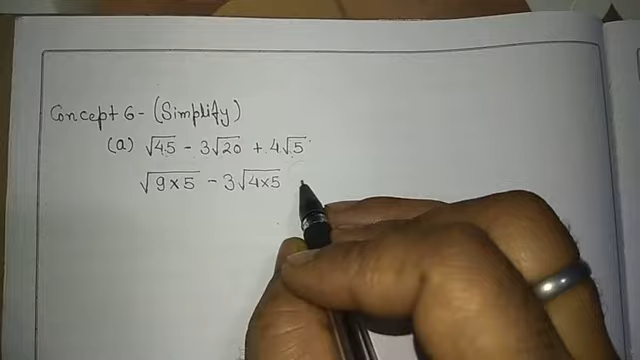 Concept 6 - (Simplify)
(a) √45 - 3√20 + 4√5
√9×5 - 3√4×5